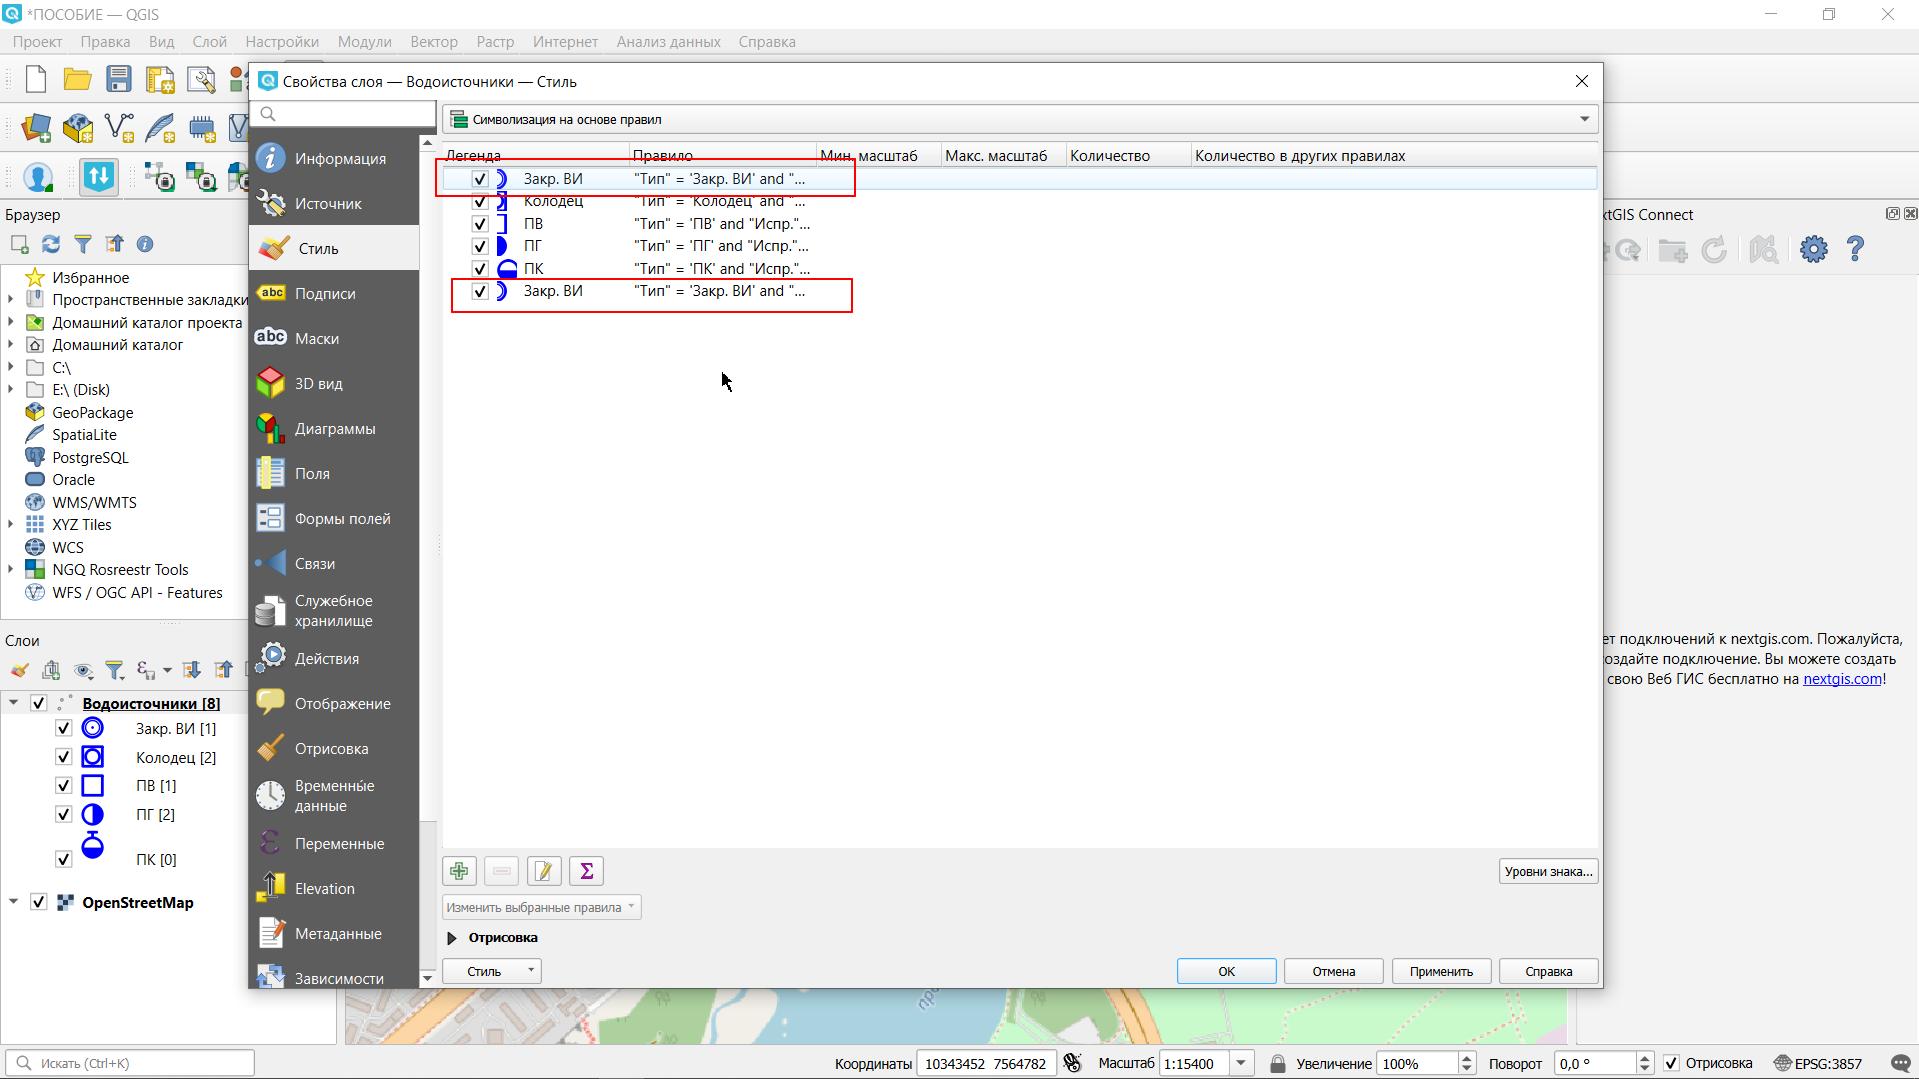 *ПОСОБИЕ — QGIS
Проект Правка Вид Слой Настройки Модули Вектор Растр Интернет Анализ данных Справка
Свойства слоя — Водоисточники — Стиль
Символизация на основе правил
Легенда Правило Мин. масштаб Макс. масштаб Количество Количество в других правилах
Закр. ВИ "Тип" = 'Закр. ВИ' and "...
Колодец "Тип" = 'Колодец' and "...
ПВ "Тип" = 'ПВ' and "Испр."...
ПГ "Тип" = 'ПГ' and "Испр."...
ПК "Тип" = 'ПК' and "Испр."...
Закр. ВИ "Тип" = 'Закр. ВИ' and "...
Информация
Источник
Стиль
abc Подписи
abc Маски
3D вид
Диаграммы
Поля
Формы полей
Связи
Служебное
хранилище
Действия
Отображение
Отрисовка
Временные
данные
Переменные
Elevation
Метаданные
Зависимости
Уровни знака...
Изменить выбранные правила
Отрисовка
Стиль OK Отмена Применить Справка
Браузер
Избранное
Пространственные закладки
Домашний каталог проекта
Домашний каталог
C:\
E:\ (Disk)
GeoPackage
SpatiaLite
PostgreSQL
Oracle
WMS/WMTS
XYZ Tiles
WCS
NGQ Rosreestr Tools
WFS / OGC API - Features
Слои
Водоисточники [8]
Закр. ВИ [1]
Колодец [2]
ПВ [1]
ПГ [2]
ПК [0]
OpenStreetMap
xtGIS Connect
ет подключений к nextgis.com. Пожалуйста,
оздайте подключение. Вы можете создать
свою Веб ГИС бесплатно на nextgis.com!
Искать (Ctrl+K) Координаты 10343452 7564782 Масштаб 1:15400 Увеличение 100% Поворот 0,0 ° Отрисовка EPSG:3857